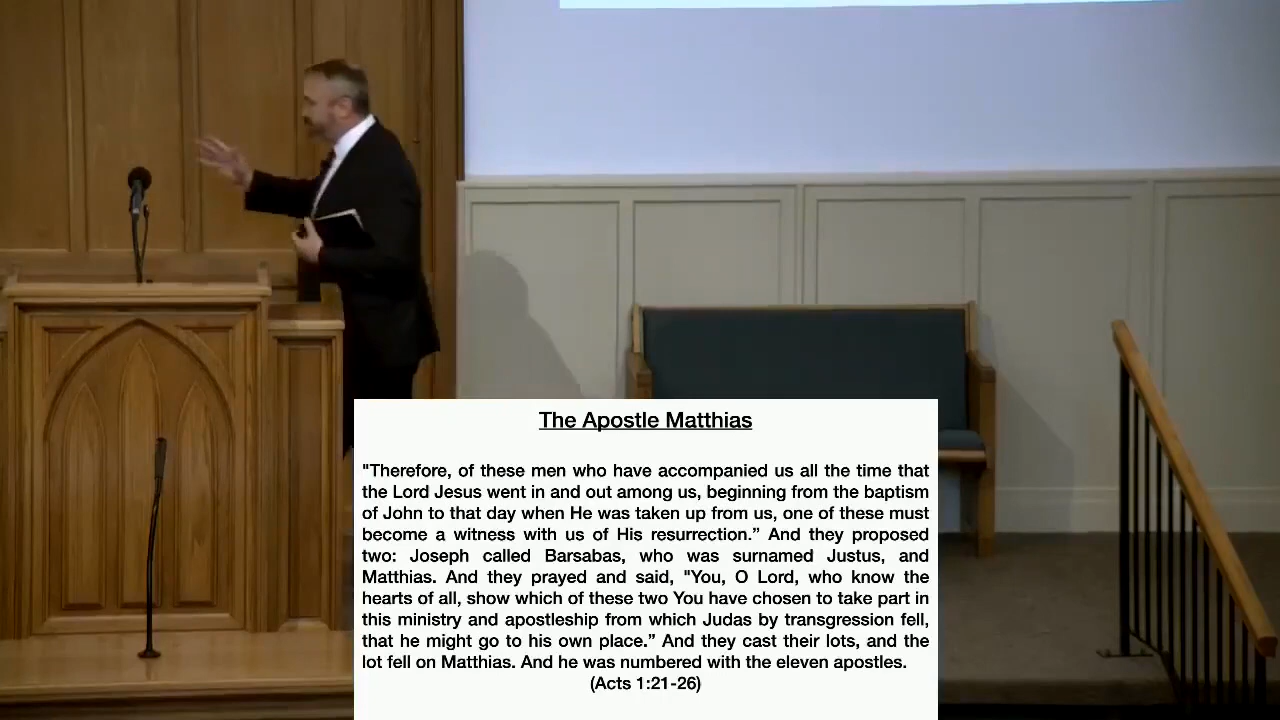 The Apostle Matthias
"Therefore, of these men who have accompanied us all the time that
the Lord Jesus went in and out among us, beginning from the baptism
of John to that day when He was taken up from us, one of these must
become a witness with us of His resurrection.” And they proposed
two: Joseph called Barsabas, who was surnamed Justus, and
Matthias. And they prayed and said, "You, O Lord, who know the
hearts of all, show which of these two You have chosen to take part in
this ministry and apostleship from which Judas by transgression fell,
that he might go to his own place.” And they cast their lots, and the
lot fell on Matthias. And he was numbered with the eleven apostles.
(Acts 1:21-26)